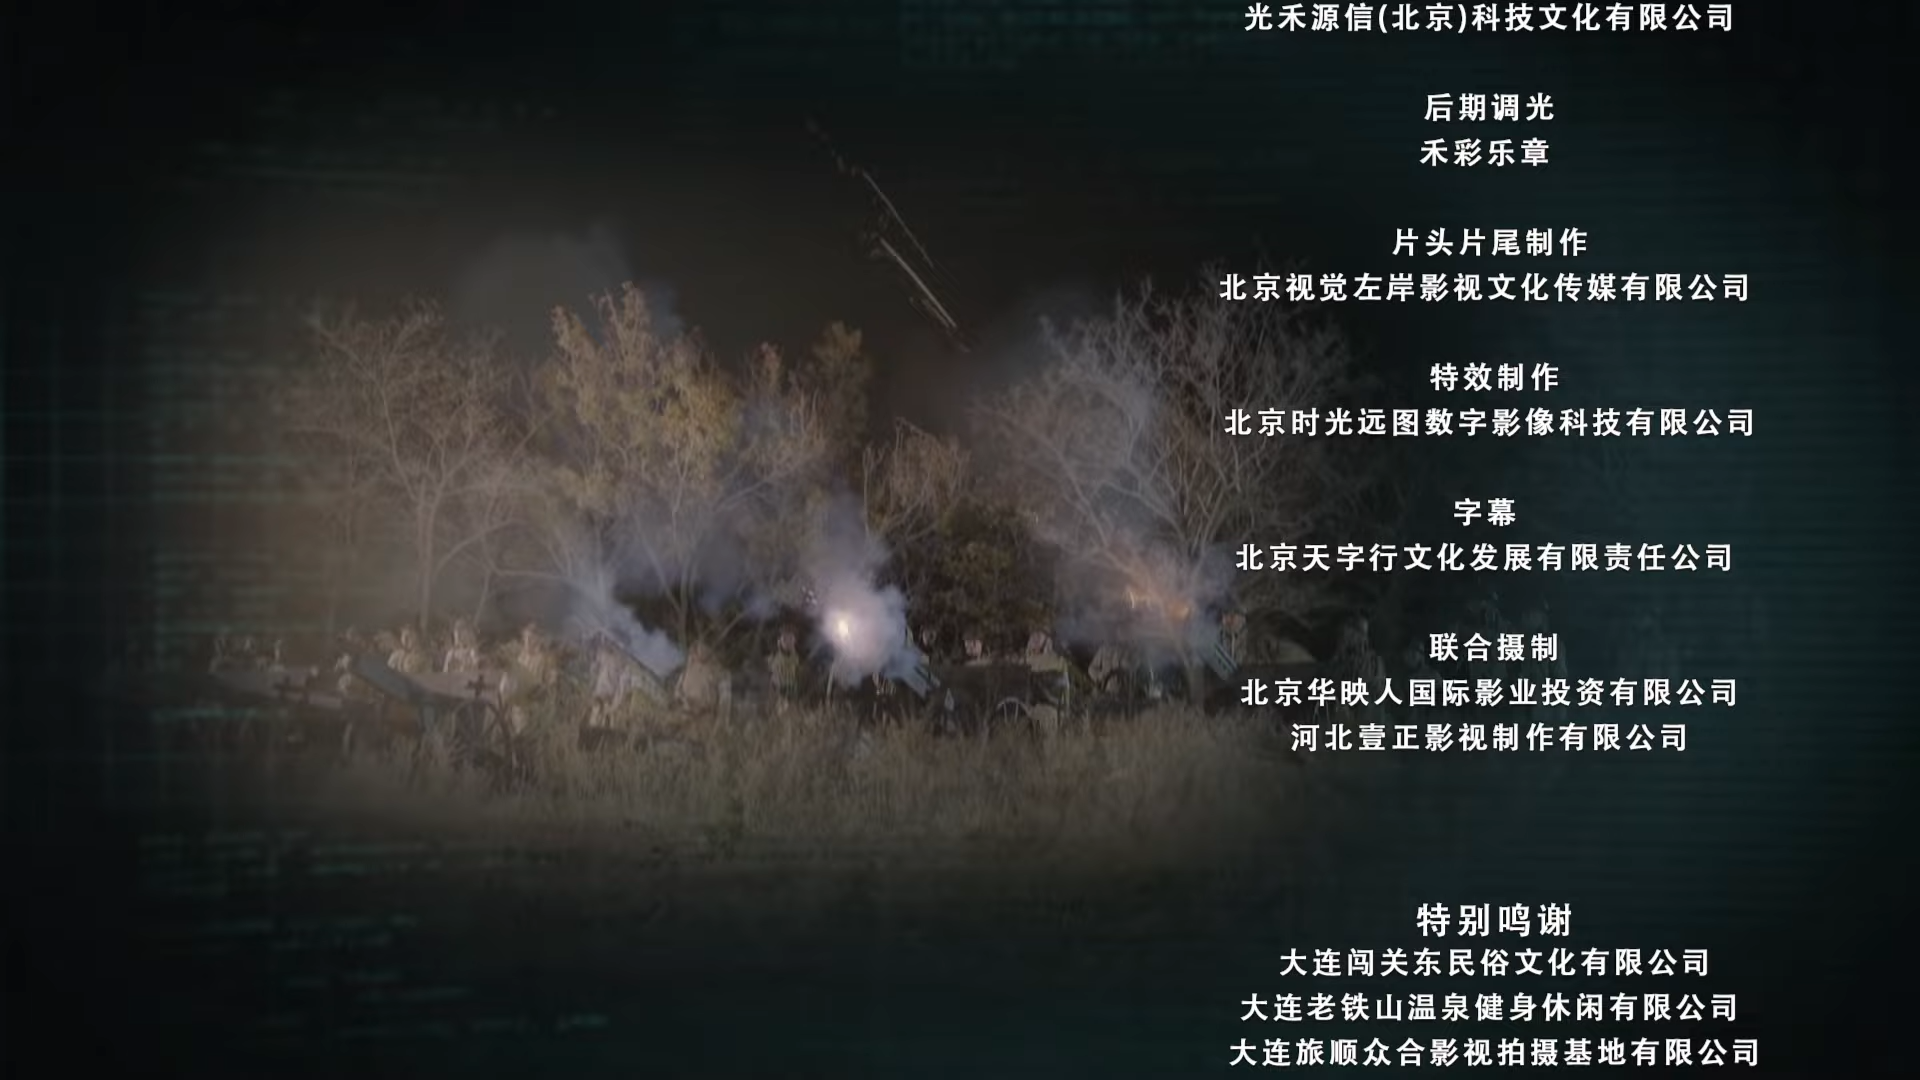 光禾源信(北京)科技文化有限公司
后期调光
禾彩乐章
片头片尾制作
北京视觉左岸影视文化传媒有限公司
特效制作
北京时光远图数字影像科技有限公司
字幕
北京天字行文化发展有限责任公司
联合摄制
北京华映人国际影业投资有限公司
河北壹正影视制作有限公司
特别鸣谢
大连闯关东民俗文化有限公司
大连老铁山温泉健身休闲有限公司
大连旅顺众合影视拍摄基地有限公司